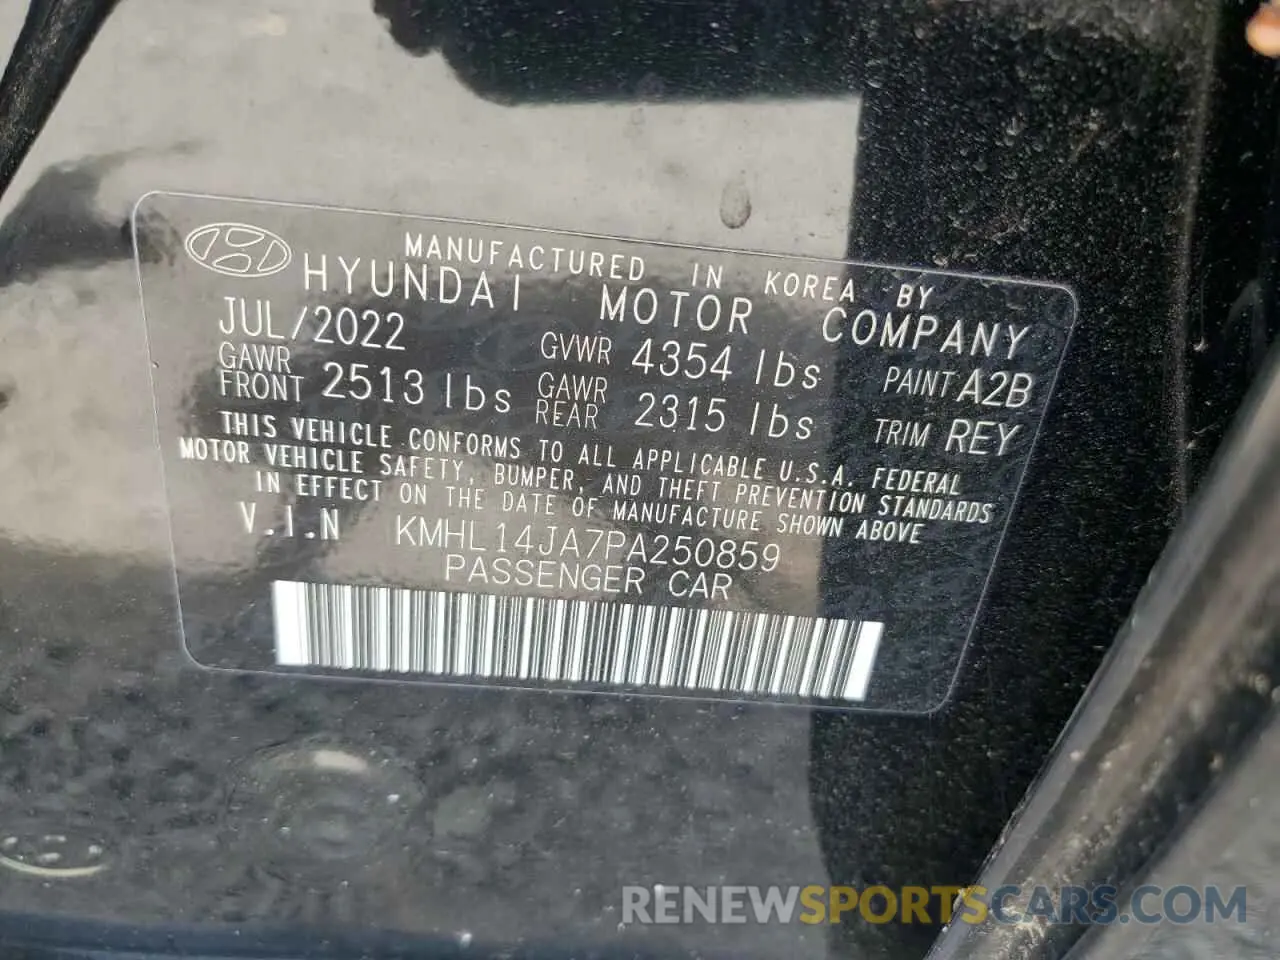 MANUFACTURED IN KOREA BY
HYUNDAI MOTOR COMPANY
JUL/2022 GVWR 4354 lbs PAINT A2B
GAWR FRONT 2513 lbs GAWR REAR 2315 lbs TRIM REY
THIS VEHICLE CONFORMS TO ALL APPLICABLE U.S.A. FEDERAL
MOTOR VEHICLE SAFETY, BUMPER, AND THEFT PREVENTION STANDARDS
IN EFFECT ON THE DATE OF MANUFACTURE SHOWN ABOVE
V.I.N KMHL14JA7PA250859
PASSENGER CAR
RENEWSPORTSCARS.COM